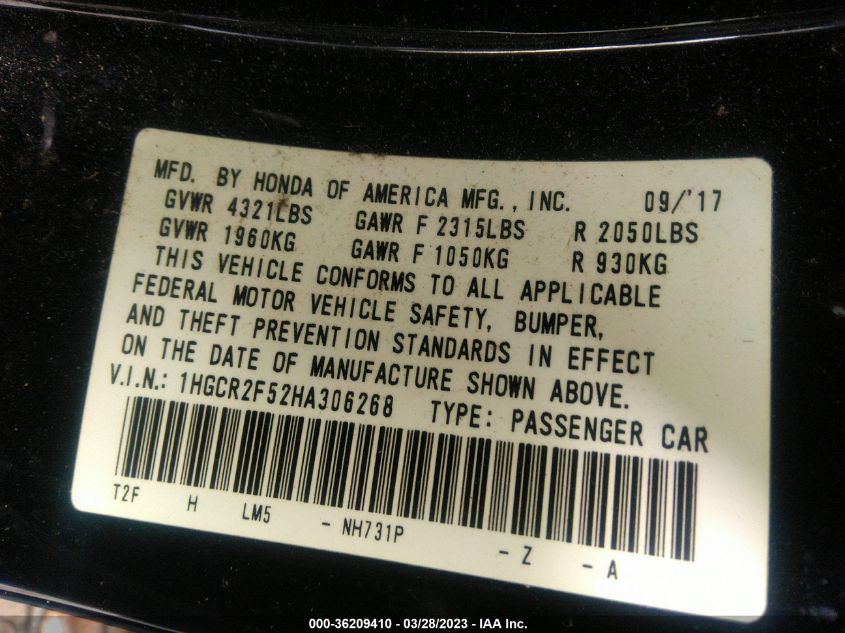 MFD. BY HONDA OF AMERICA MFG., INC. 09/'17
GVWR 4321LBS GAWR F 2315LBS R 2050LBS
GVWR 1960KG GAWR F 1050KG R 930KG
THIS VEHICLE CONFORMS TO ALL APPLICABLE
FEDERAL MOTOR VEHICLE SAFETY, BUMPER,
AND THEFT PREVENTION STANDARDS IN EFFECT
ON THE DATE OF MANUFACTURE SHOWN ABOVE.
V.I.N.: 1HGCR2F52HA306268 TYPE: PASSENGER CAR
T2F H LM5 - NH731P - Z - A
000-36209410 - 03/28/2023 - IAA Inc.